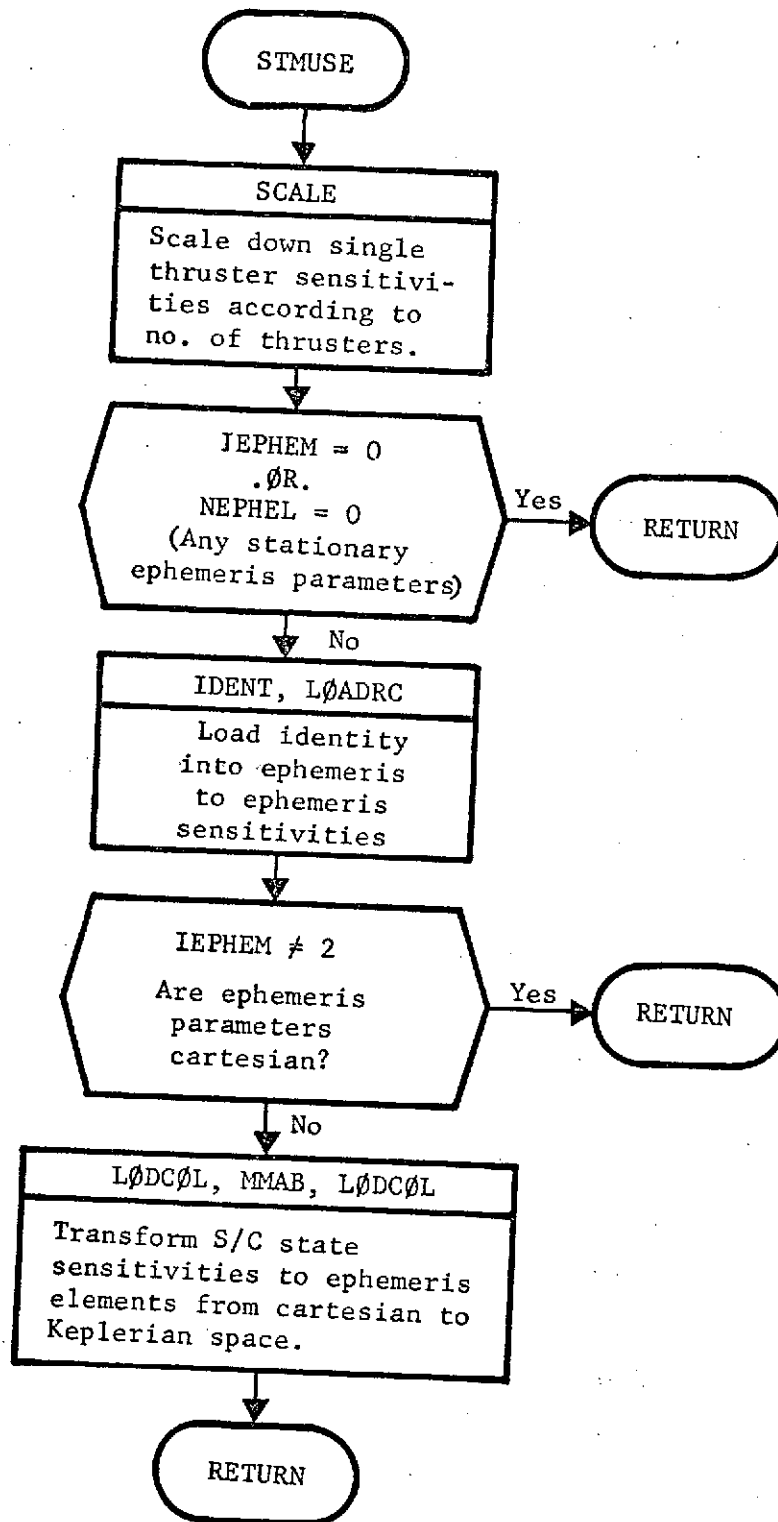 STMUSE
SCALE
Scale down single
thruster sensitivi-
ties according to
no. of thrusters.
IEPHEM = 0
.ØR.
NEPHEL = 0
(Any stationary
ephemeris parameters)
Yes
RETURN
No
IDENT, LØADRC
Load identity
into ephemeris
to ephemeris
sensitivities
IEPHEM ≠ 2
Are ephemeris
parameters
cartesian?
Yes
RETURN
No
LØDCØL, MMAB, LØDCØL
Transform S/C state
sensitivities to ephemeris
elements from cartesian to
Keplerian space.
RETURN